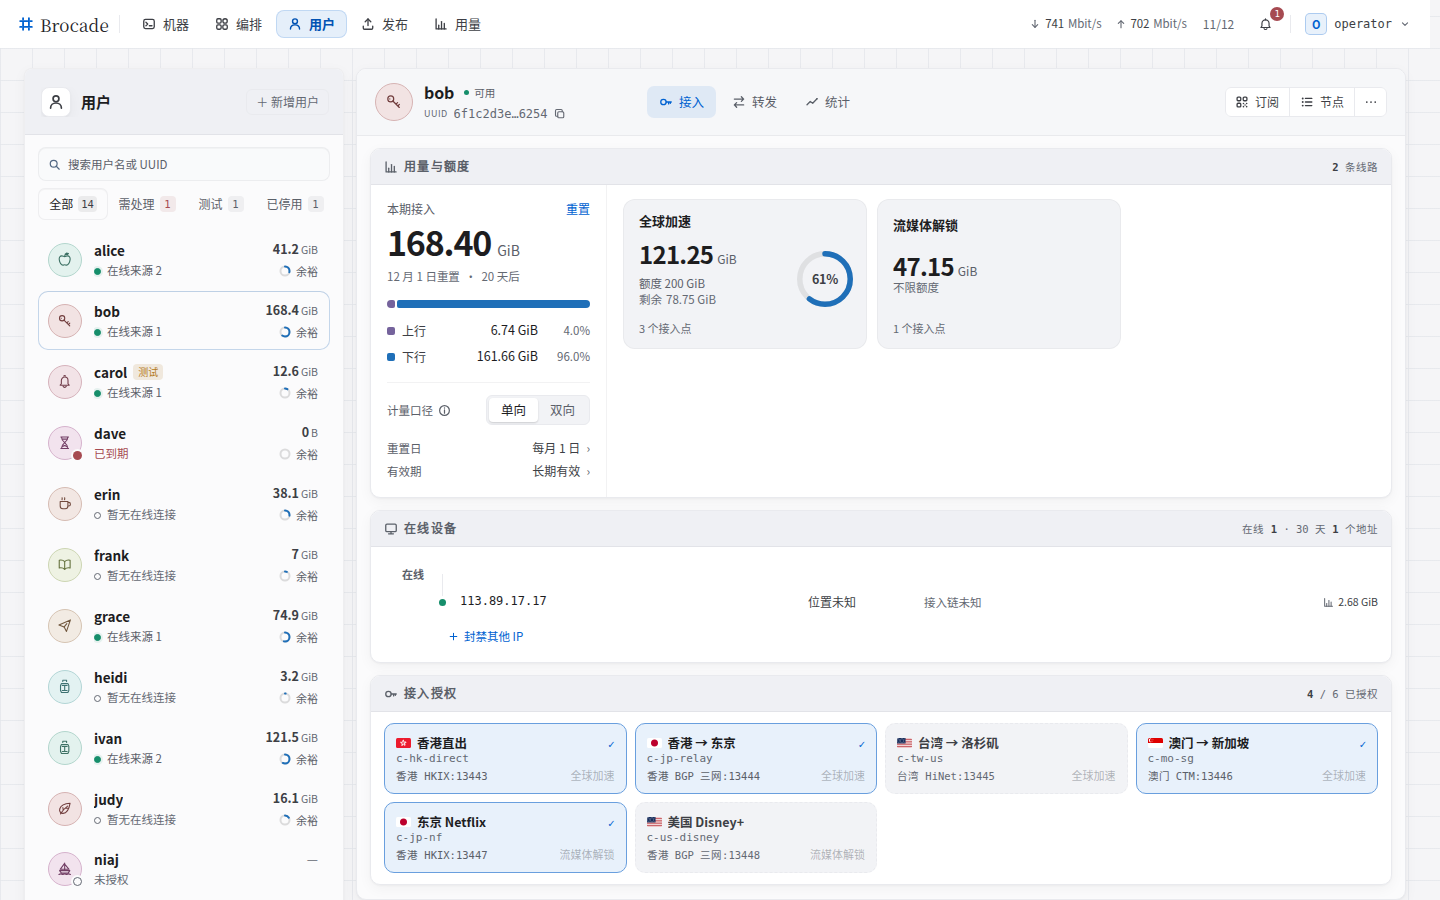 Brocade 机器 编排 用户 发布 用量 741 Mbit/s 702 Mbit/s 11/12 1 O operator
用户 + 新增用户
搜索用户名或 UUID
全部 14 需处理 1 测试 1 已停用 1
alice 41.2 GiB
在线来源 2 余裕
bob 168.4 GiB
在线来源 1 余裕
carol 测试 12.6 GiB
在线来源 1 余裕
dave 0 B
已到期 余裕
erin 38.1 GiB
暂无在线连接 余裕
frank 7 GiB
暂无在线连接 余裕
grace 74.9 GiB
在线来源 1 余裕
heidi 3.2 GiB
暂无在线连接 余裕
ivan 121.5 GiB
在线来源 2 余裕
judy 16.1 GiB
暂无在线连接 余裕
niaj —
未授权
bob 可用
UUID 6f1c2d3e…6254
接入 转发 统计
订阅 节点 ···
用量与额度 2 条线路
本期接入 重置
168.40 GiB
12 月 1 日重置 · 20 天后
上行 6.74 GiB 4.0%
下行 161.66 GiB 96.0%
计量口径 单向 双向
重置日 每月 1 日 ›
有效期 长期有效 ›
全球加速
121.25 GiB
额度 200 GiB
剩余 78.75 GiB
61%
3 个接入点
流媒体解锁
47.15 GiB
不限额度
1 个接入点
在线设备 在线 1 · 30 天 1 个地址
在线
113.89.17.17 位置未知 接入链未知 2.68 GiB
+ 封禁其他 IP
接入授权 4 / 6 已授权
香港直出 ✓
c-hk-direct
香港 HKIX:13443 全球加速
香港 → 东京 ✓
c-jp-relay
香港 BGP 三网:13444 全球加速
台湾 → 洛杉矶
c-tw-us
台湾 HiNet:13445 全球加速
澳门 → 新加坡 ✓
c-mo-sg
澳门 CTM:13446 全球加速
东京 Netflix ✓
c-jp-nf
香港 HKIX:13447 流媒体解锁
美国 Disney+
c-us-disney
香港 BGP 三网:13448 流媒体解锁